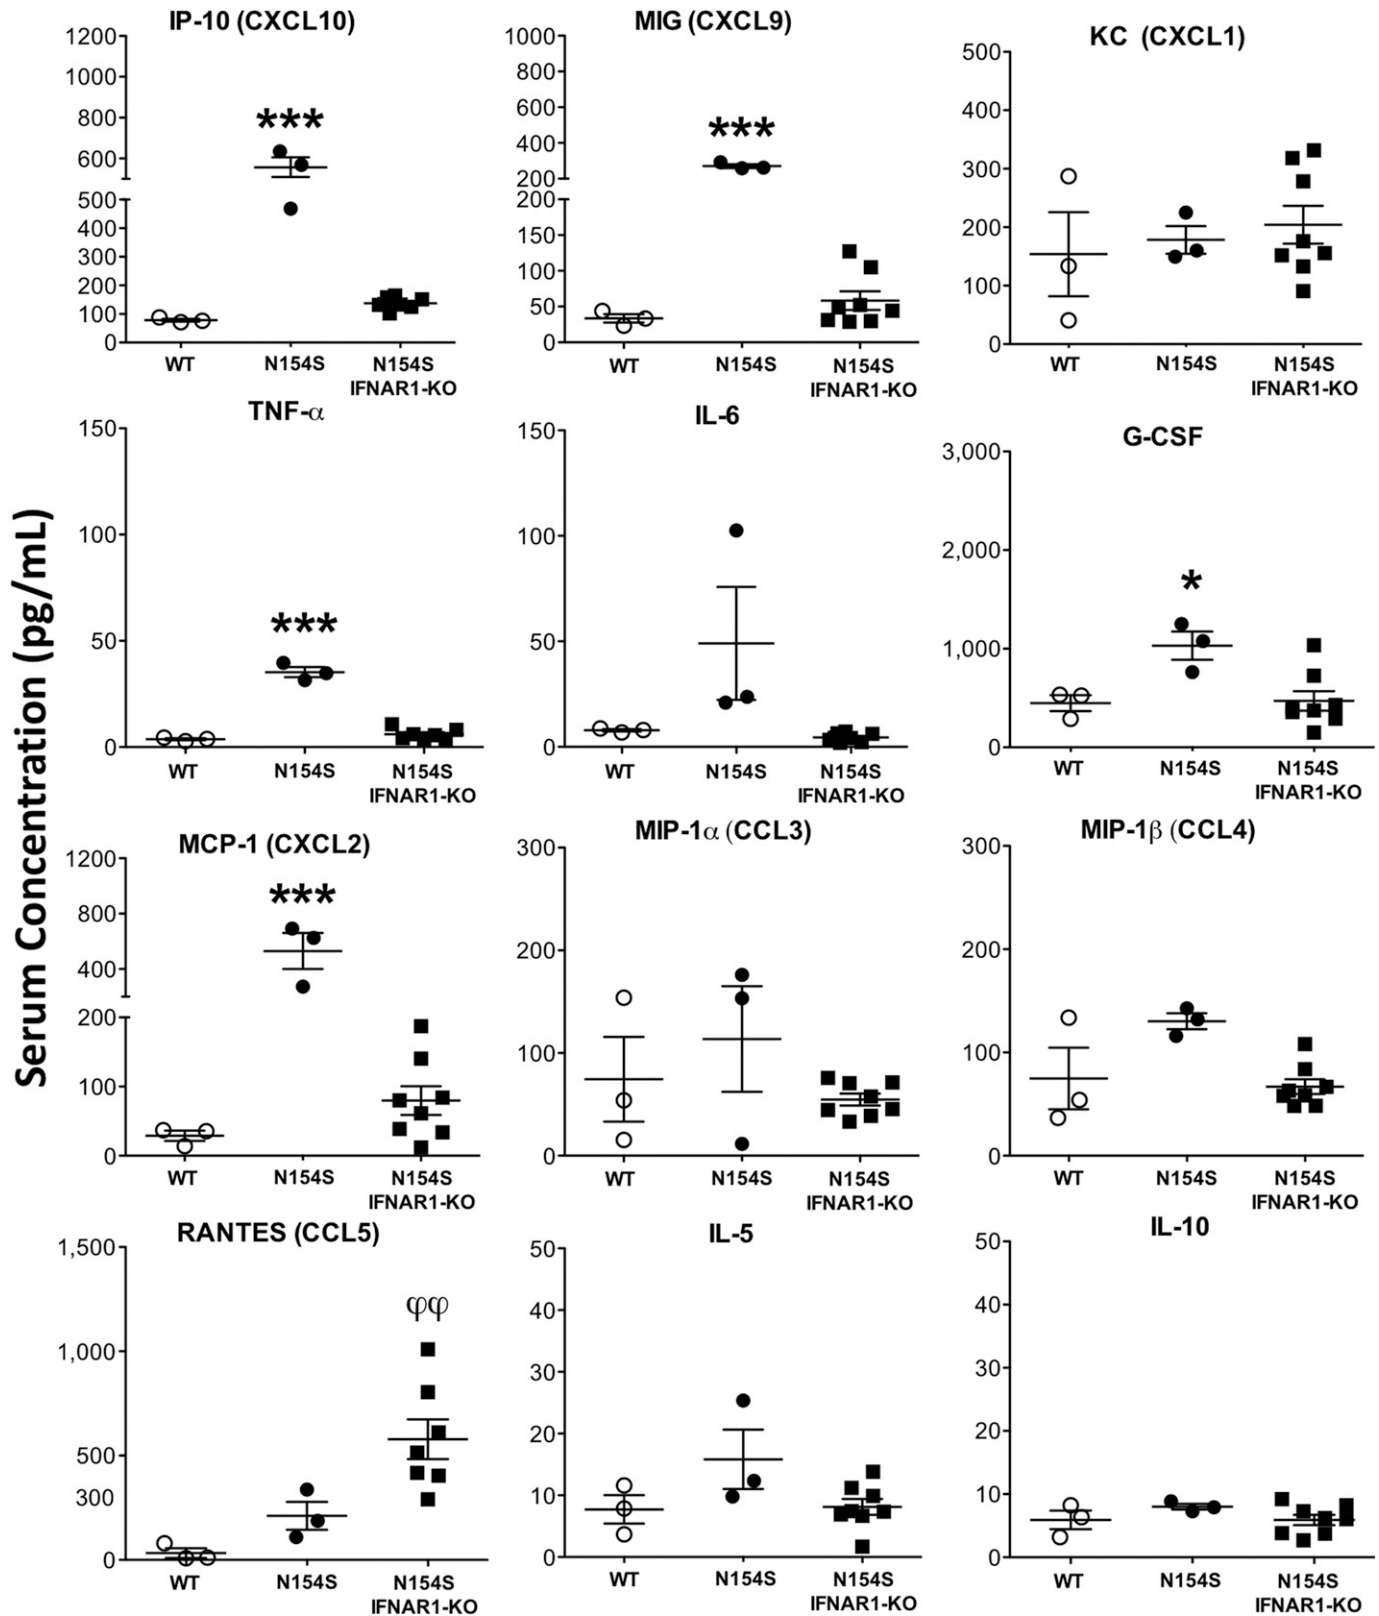 Serum Concentration (pg/mL)
IP-10 (CXCL10)
1200
1000
800
600
500
400
300
200
100
0
***
WT
N154S
N154S
IFNAR1-KO
MIG (CXCL9)
1000
800
600
400
200
200
150
100
50
0
***
WT
N154S
N154S
IFNAR1-KO
KC (CXCL1)
500
400
300
200
100
0
WT
N154S
N154S
IFNAR1-KO
TNF-α
150
100
50
0
***
WT
N154S
N154S
IFNAR1-KO
IL-6
150
100
50
0
WT
N154S
N154S
IFNAR1-KO
G-CSF
3,000
2,000
1,000
0
*
WT
N154S
N154S
IFNAR1-KO
MCP-1 (CXCL2)
1200
800
400
200
100
0
***
WT
N154S
N154S
IFNAR1-KO
MIP-1α (CCL3)
300
200
100
0
WT
N154S
N154S
IFNAR1-KO
MIP-1β (CCL4)
300
200
100
0
WT
N154S
N154S
IFNAR1-KO
RANTES (CCL5)
1,500
1,000
500
300
0
φφ
WT
N154S
N154S
IFNAR1-KO
IL-5
50
40
30
20
10
0
WT
N154S
N154S
IFNAR1-KO
IL-10
50
40
30
20
10
0
WT
N154S
N154S
IFNAR1-KO